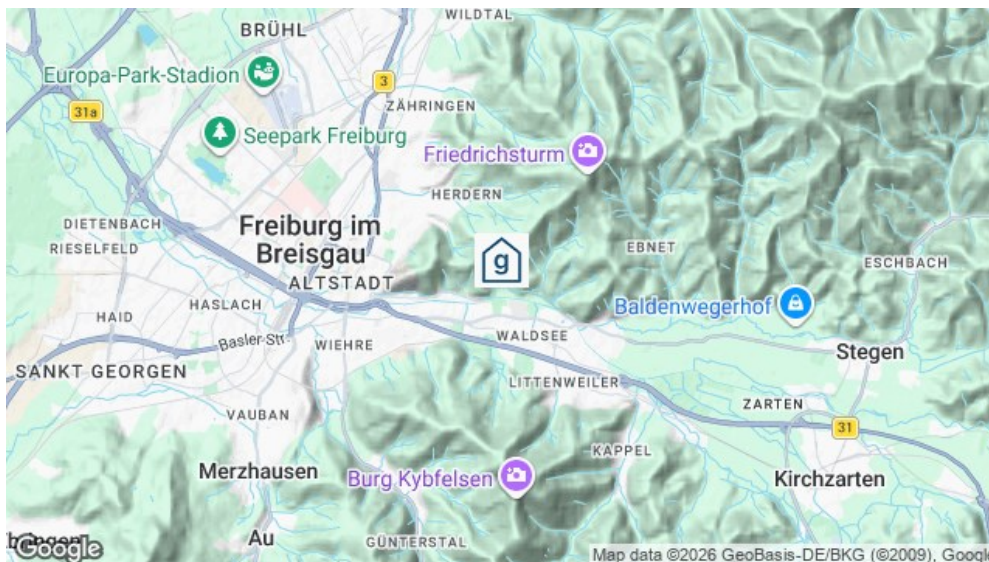 WILDTAL
BRÜHL
Europa-Park-Stadion
3
31a
ZÄHRINGEN
Seepark Freiburg
Friedrichsturm
HERDERN
DIETENBACH
Freiburg im
Breisgau
RIESELFELD
EBNET
g
ESCHBACH
ALTSTADT
HASLACH
Baldenwegerhof
HAID
Basler Str.
WIEHRE
WALDSEE
Stegen
SANKT GEORGEN
LITTENWEILER
ZARTEN
VAUBAN
31
KAPPEL
Merzhausen
Burg Kybfelsen
Kirchzarten
Au
GÜNTERSTAL
Google
Map data ©2026 GeoBasis-DE/BKG (©2009), Google